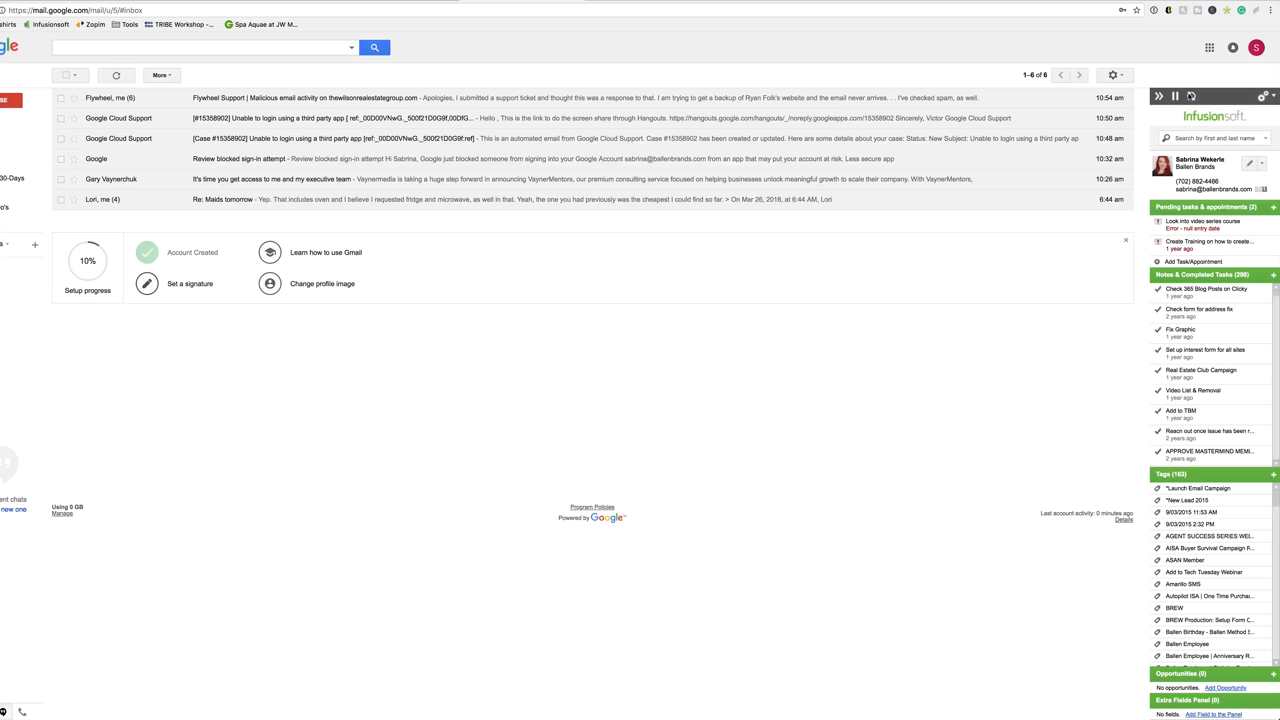 https://mail.google.com/mail/u/5/#inbox
shirts Infusionsoft Zopim Tools TRIBE Workshop -... Spa Aquae at JW M...
gle
More
1–6 of 6
S
SE
Flywheel, me (6) Flywheel Support | Malicious email activity on thewilsonrealestategroup.com - Apologies, I submitted a support ticket and thought this was a response to that. I am trying to get a backup of Ryan Folk's website and the email never arrives. . . I've checked spam, as well. 10:54 am
Google Cloud Support [#15358902] Unable to login using a third party app [ ref:_00D00VNwG._500f21D0G9f,00DfG... - Hello , This is the link to do the screen share through Hangouts. https://hangouts.google.com/hangouts/_/noreply.googleapps.com/15358902 Sincerely, Victor Google Cloud Support 10:50 am
Google Cloud Support [Case #15358902] Unable to login using a third party app [ref:_00D00VNwG._500f21D0G9f:ref] - This is an automated email from Google Cloud Support. Case #15358902 has been created or updated. Here are some details about your case: Status: New Subject: Unable to login using a third party ap 10:48 am
Google Review blocked sign-in attempt - Review blocked sign-in attempt Hi Sabrina, Google just blocked someone from signing into your Google Account sabrina@ballenbrands.com from an app that may put your account at risk. Less secure app 10:32 am
Gary Vaynerchuk It's time you get access to me and my executive team - Vaynermedia is taking a huge step forward in announcing VaynerMentors, our premium consulting service focused on helping businesses unlock meaningful growth to scale their company. With VaynerMentors, 10:26 am
Lori, me (4) Re: Maids tomorrow - Yep. That includes oven and I believe I requested fridge and microwave, as well in that. Yeah, the one you had previously was the cheapest I could find so far. > On Mar 26, 2018, at 6:44 AM, Lori 6:44 am
30-Days
o's
s
10%
Setup progress
Account Created
Learn how to use Gmail
Set a signature
Change profile image
ent chats
new one
Using 0 GB
Manage
Program Policies
Powered by Google™
Last account activity: 0 minutes ago
Details
Infusionsoft.
Search by first and last name
Sabrina Wekerle
Ballen Brands
(702) 882-4466
sabrina@ballenbrands.com
Pending tasks & appointments (2) +
Look into video series course
Error - null entry date
Create Training on how to create...
1 year ago
Add Task/Appointment
Notes & Completed Tasks (298) +
Check 365 Blog Posts on Clicky
1 year ago
Check form for address fix
2 years ago
Fix Graphic
1 year ago
Set up interest form for all sites
1 year ago
Real Estate Club Campaign
1 year ago
Video List & Removal
1 year ago
Add to TBM
1 year ago
Reacn out once issue has been r...
2 years ago
APPROVE MASTERMIND MEMI...
2 years ago
Tags (163) +
*Launch Email Campaign
*New Lead 2015
9/03/2015 11:53 AM
9/03/2015 2:32 PM
AGENT SUCCESS SERIES WEI...
AISA Buyer Survival Campaign R...
ASAN Member
Add to Tech Tuesday Webinar
Amarillo SMS
Autopilot ISA | One Time Purcha...
BREW
BREW Production: Setup Form C...
Ballen Birthday - Ballen Method S...
Ballen Employee
Ballen Employee | Anniversary R...
Opportunities (0) +
No opportunities. Add Opportunity
Extra Fields Panel (0)
No fields. Add Field to the Panel